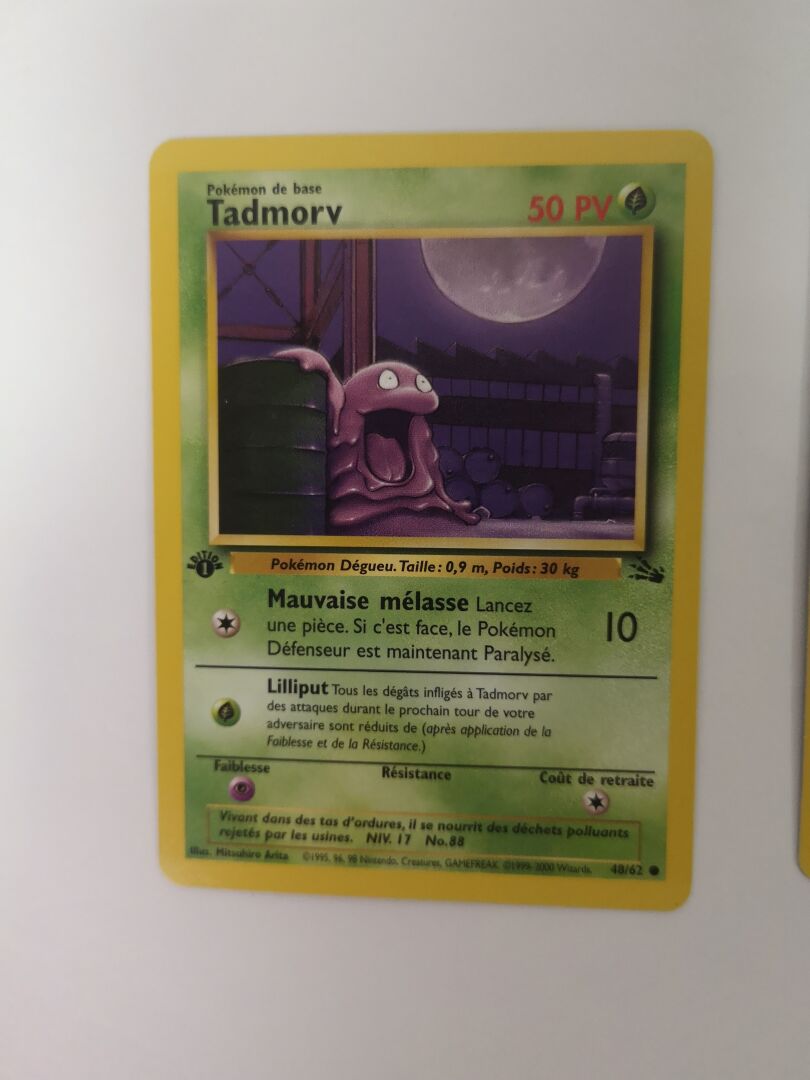 Pokémon de base
Tadmorv 50 PV
EDITION 1
Pokémon Dégueu. Taille: 0,9 m, Poids: 30 kg
Mauvaise mélasse Lancez
une pièce. Si c'est face, le Pokémon
Défenseur est maintenant Paralysé.
10
Lilliput Tous les dégâts infligés à Tadmorv par
des attaques durant le prochain tour de votre
adversaire sont réduits de (après application de la
Faiblesse et de la Résistance.)
Faiblesse Résistance Coût de retraite
Vivant dans des tas d'ordures, il se nourrit des déchets polluants
rejetés par les usines. NIV. 17 No.88
Illus. Mitsuhiro Arita ©1995, 96, 98 Nintendo, Creatures, GAMEFREAK. ©1999-2000 Wizards. 48/62